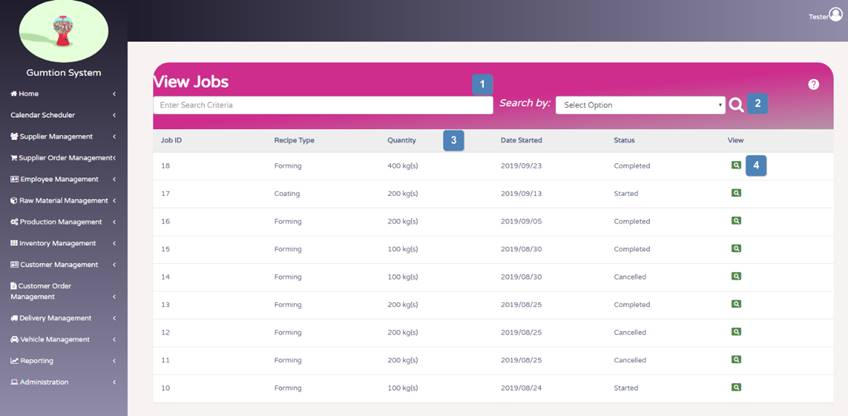 Tester
Gumtion System
Home
Calendar Scheduler
Supplier Management
Supplier Order Management
Employee Management
Raw Material Management
Production Management
Inventory Management
Customer Management
Customer Order
Management
Delivery Management
Vehicle Management
Reporting
Administration
View Jobs
1
?
Enter Search Criteria
Search by:
Select Option
2
Job ID Recipe Type Quantity 3 Date Started Status View
18 Forming 400 kg(s) 2019/09/23 Completed 4
17 Coating 200 kg(s) 2019/09/13 Started
16 Forming 200 kg(s) 2019/09/05 Completed
15 Forming 100 kg(s) 2019/08/30 Completed
14 Forming 100 kg(s) 2019/08/30 Cancelled
13 Forming 200 kg(s) 2019/08/25 Completed
12 Forming 200 kg(s) 2019/08/25 Cancelled
11 Forming 200 kg(s) 2019/08/25 Cancelled
10 Forming 100 kg(s) 2019/08/24 Started